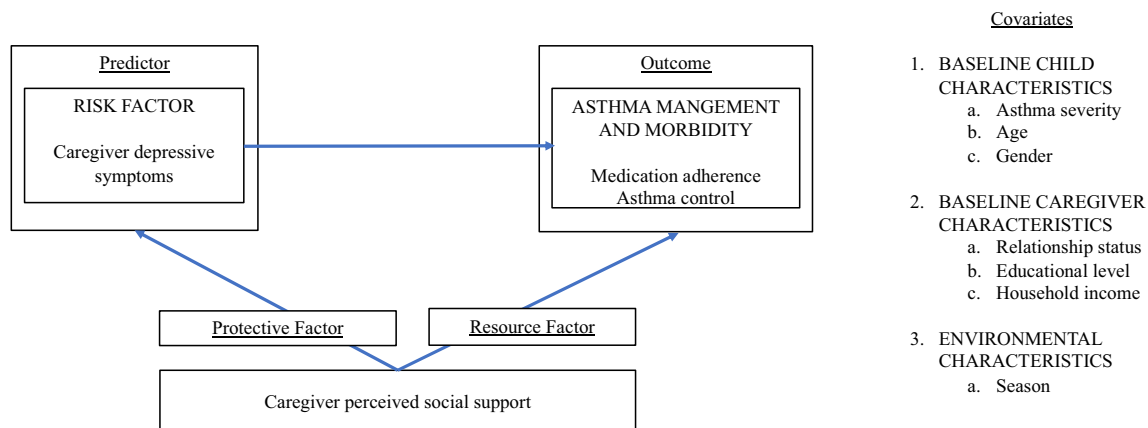 Predictor
RISK FACTOR
Caregiver depressive
symptoms
Outcome
ASTHMA MANGEMENT
AND MORBIDITY
Medication adherence
Asthma control
Protective Factor
Resource Factor
Caregiver perceived social support
Covariates
1. BASELINE CHILD
CHARACTERISTICS
a. Asthma severity
b. Age
c. Gender
2. BASELINE CAREGIVER
CHARACTERISTICS
a. Relationship status
b. Educational level
c. Household income
3. ENVIRONMENTAL
CHARACTERISTICS
a. Season